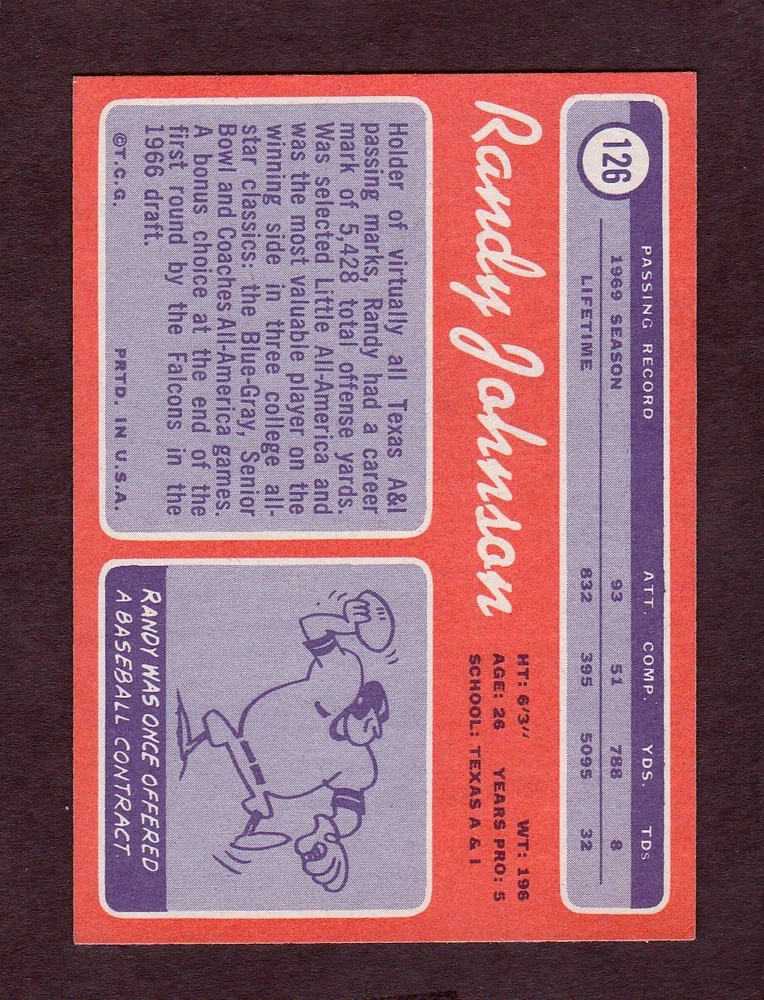 126
PASSING RECORD ATT. COMP. YDS. TDs
1969 SEASON 93 51 788 8
LIFETIME 832 395 5095 32
Randy Johnson
HT: 6'3" WT: 196
AGE: 26 YEARS PRO: 5
SCHOOL: TEXAS A & I
Holder of virtually all Texas A&I
passing marks, Randy had a career
mark of 5,428 total offense yards.
Was selected Little All-America and
was the most valuable player on the
winning side in three college all-
star classics: the Blue-Gray, Senior
Bowl and Coaches All-America games.
A bonus choice at the end of the
first round by the Falcons in the
1966 draft.
©T.C.G. PRTD. IN U.S.A.
RANDY WAS ONCE OFFERED
A BASEBALL CONTRACT.